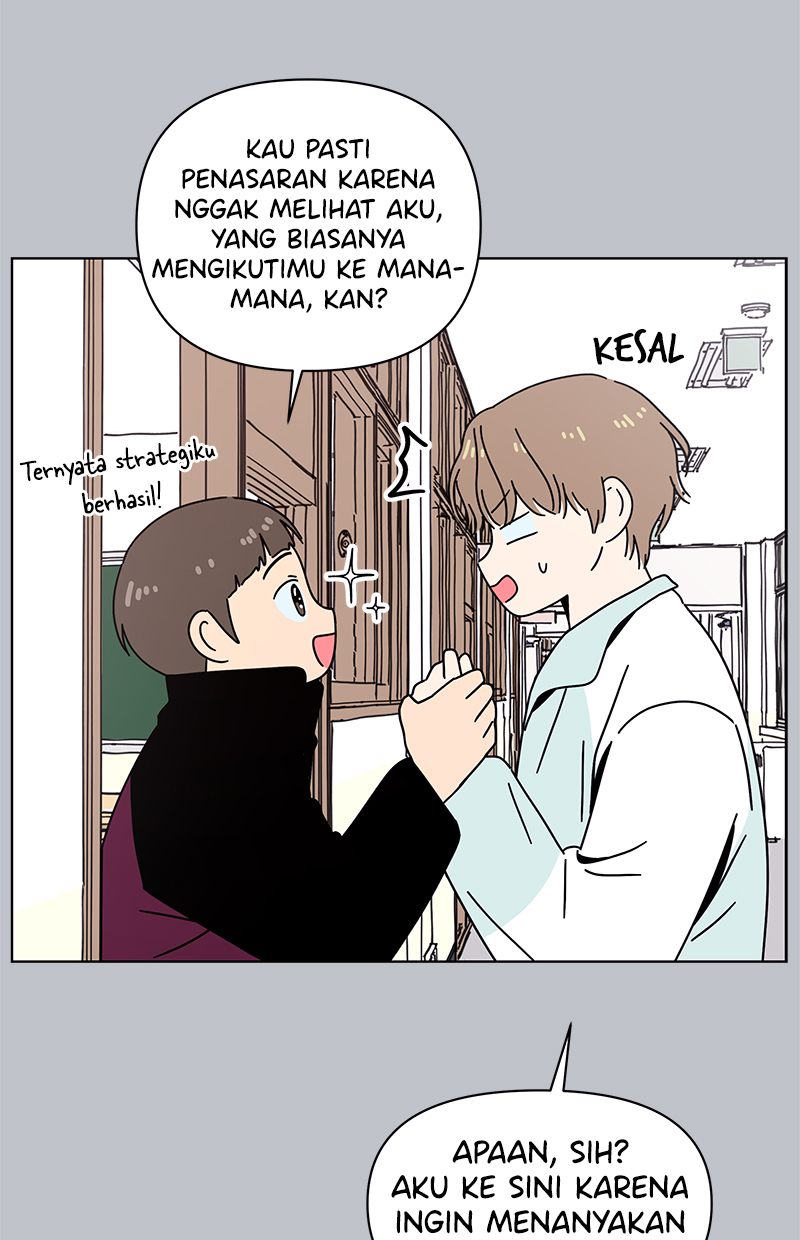 KAU PASTI
PENASARAN KARENA
NGGAK MELIHAT AKU,
YANG BIASANYA
MENGIKUTIMU KE MANA-
MANA, KAN?
KESAL
Ternyata strategiku
berhasil!
APAAN, SIH?
AKU KE SINI KARENA
INGIN MENANYAKAN